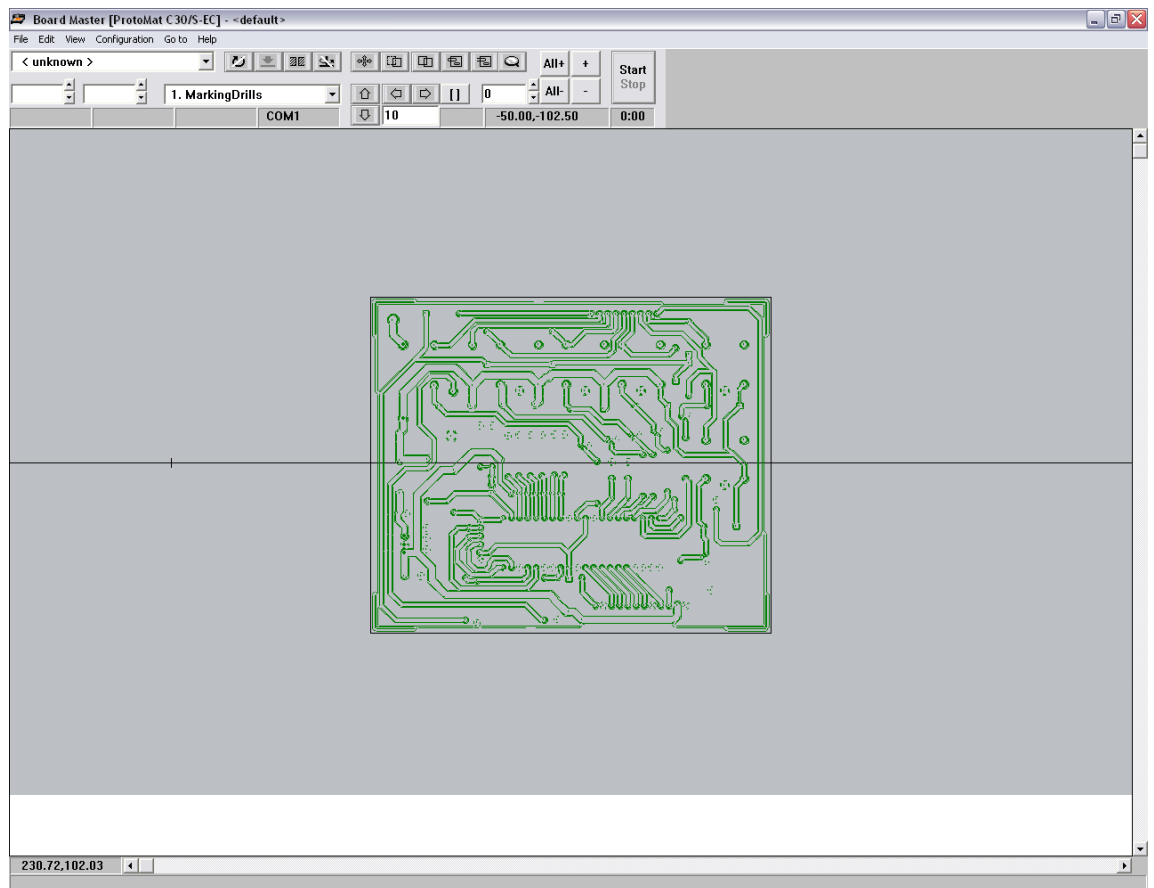 Board Master [ProtoMat C30/S-EC] - <default>
File Edit View Configuration Go to Help
< unknown > All+ + Start
Stop
1. MarkingDrills [ ] 0 All- -
COM1 10 -50.00,-102.50 0:00
230.72,102.03